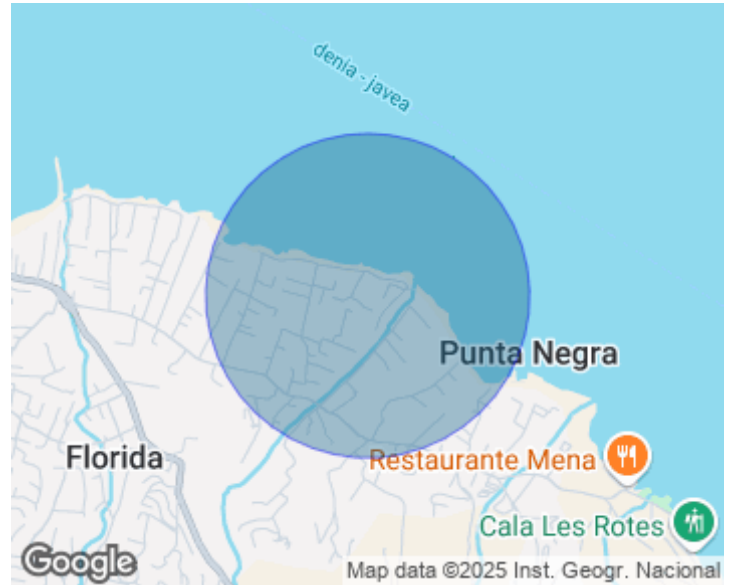 denia - javea
Punta Negra
Florida
Restaurante Mena
Cala Les Rotes
Google
Map data ©2025 Inst. Geogr. Nacional